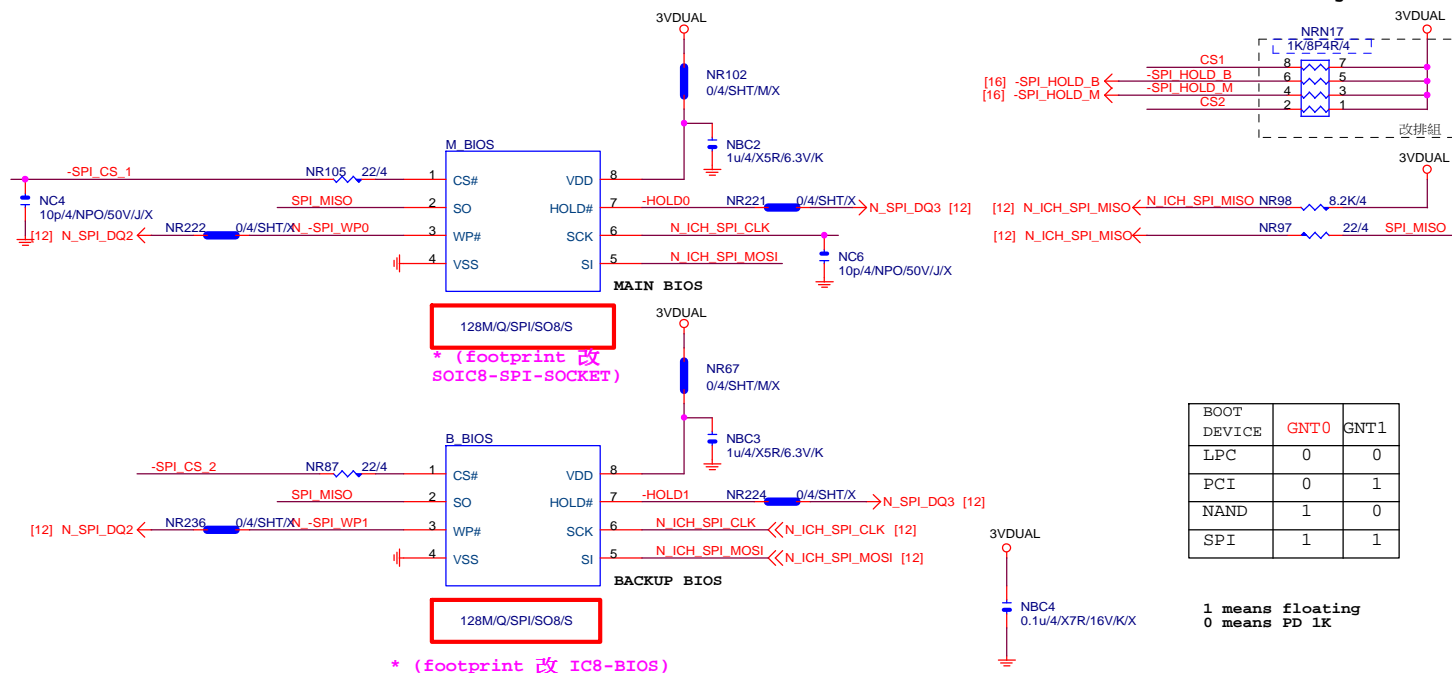 3VDUAL
NR102
0/4/SHT/M/X
NBC2
1u/4/X5R/6.3V/K
M_BIOS
-SPI_CS_1
NR105 22/4
1 CS# VDD 8
NC4
10p/4/NPO/50V/J/X
SPI_MISO
2 SO HOLD# 7
-HOLD0 NR221 0/4/SHT/X N_SPI_DQ3 [12]
[12] N_SPI_DQ2 NR222 0/4/SHT/X N_-SPI_WP0
3 WP# SCK 6
N_ICH_SPI_CLK
4 VSS SI 5
N_ICH_SPI_MOSI
NC6
10p/4/NPO/50V/J/X
MAIN BIOS
128M/Q/SPI/SO8/S
* (footprint 改
SOIC8-SPI-SOCKET)
3VDUAL
NRN17
1K/8P4R/4
CS1 8 7
[16] -SPI_HOLD_B -SPI_HOLD_B 6 5
[16] -SPI_HOLD_M -SPI_HOLD_M 4 3
CS2 2 1
改排組
3VDUAL
[12] N_ICH_SPI_MISO N_ICH_SPI_MISO NR98 8.2K/4
[12] N_ICH_SPI_MISO NR97 22/4 SPI_MISO
3VDUAL
NR67
0/4/SHT/M/X
NBC3
1u/4/X5R/6.3V/K
B_BIOS
-SPI_CS_2 NR87 22/4
1 CS# VDD 8
SPI_MISO
2 SO HOLD# 7
-HOLD1 NR224 0/4/SHT/X N_SPI_DQ3 [12]
[12] N_SPI_DQ2 NR236 0/4/SHT/X N_-SPI_WP1
3 WP# SCK 6
N_ICH_SPI_CLK N_ICH_SPI_CLK [12]
4 VSS SI 5
N_ICH_SPI_MOSI N_ICH_SPI_MOSI [12]
BACKUP BIOS
128M/Q/SPI/SO8/S
* (footprint 改 IC8-BIOS)
3VDUAL
NBC4
0.1u/4/X7R/16V/K/X
BOOT
DEVICE GNT0 GNT1
LPC 0 0
PCI 0 1
NAND 1 0
SPI 1 1
1 means floating
0 means PD 1K